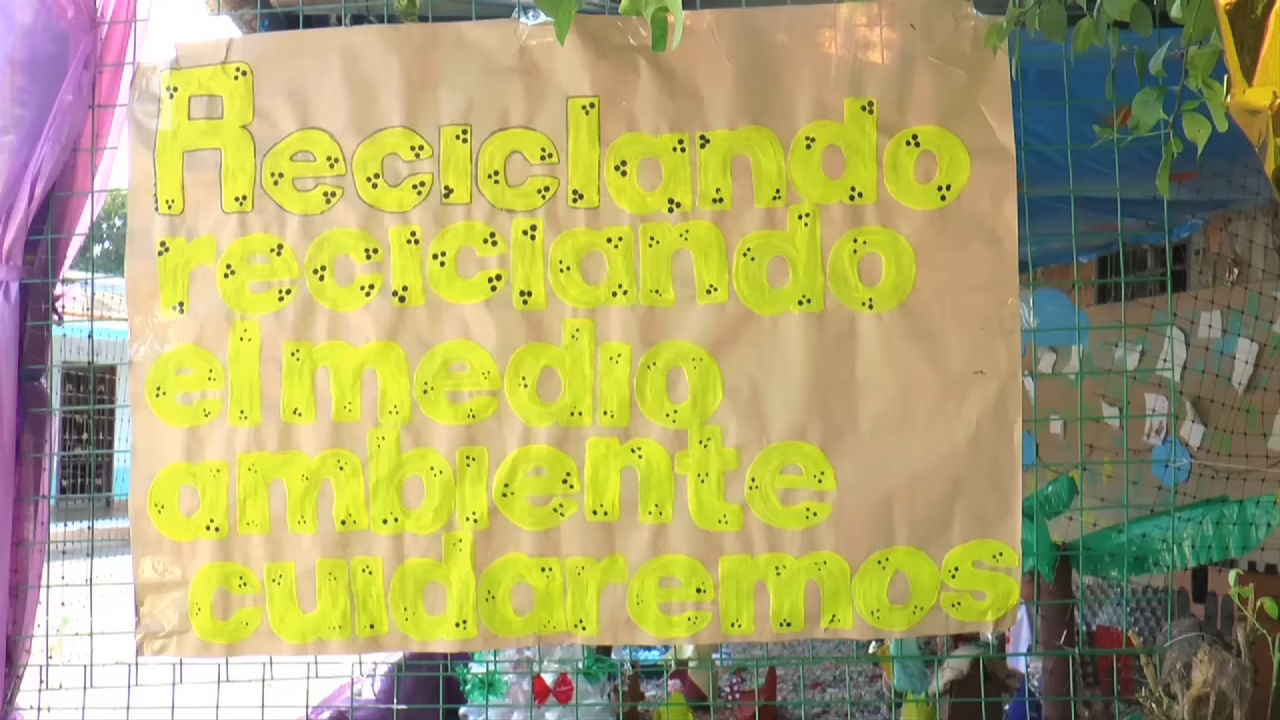 Reciclando
reciclando
el medio
ambiente
cuidaremos